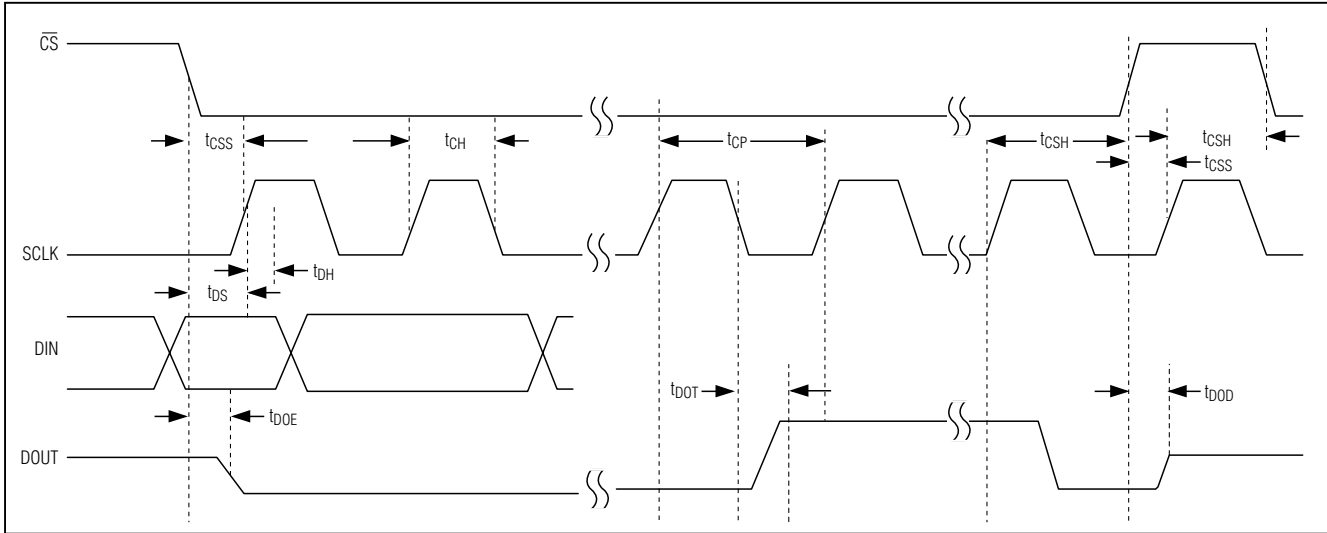 CS
tCSS
tCH
tCP
tCSH
tCSH
tCSS
SCLK
tDH
tDS
DIN
tDOT
tDOD
tDOE
DOUT